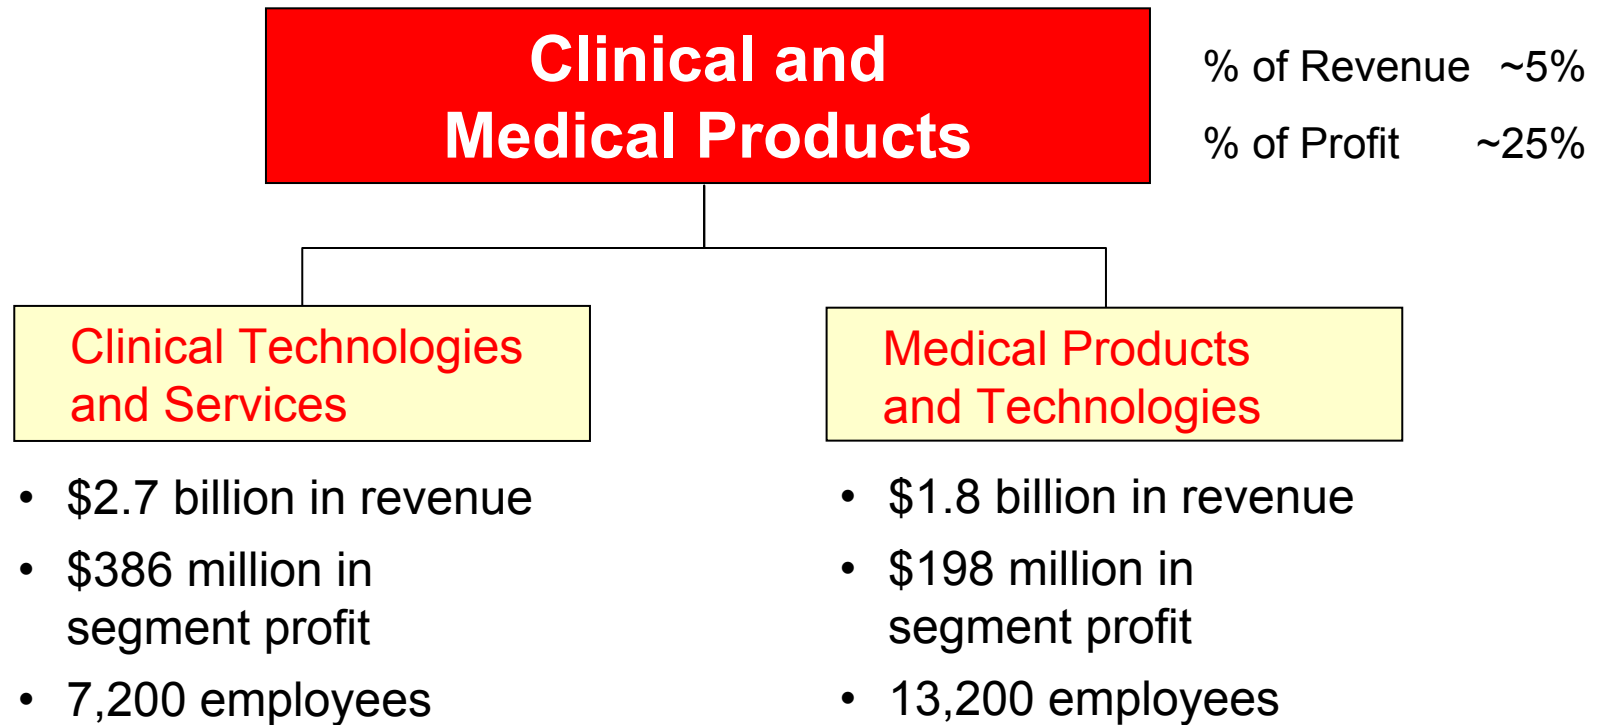 Clinical and
Medical Products
% of Revenue ~5%
% of Profit ~25%
Clinical Technologies
and Services
• $2.7 billion in revenue
• $386 million in
segment profit
• 7,200 employees
Medical Products
and Technologies
• $1.8 billion in revenue
• $198 million in
segment profit
• 13,200 employees